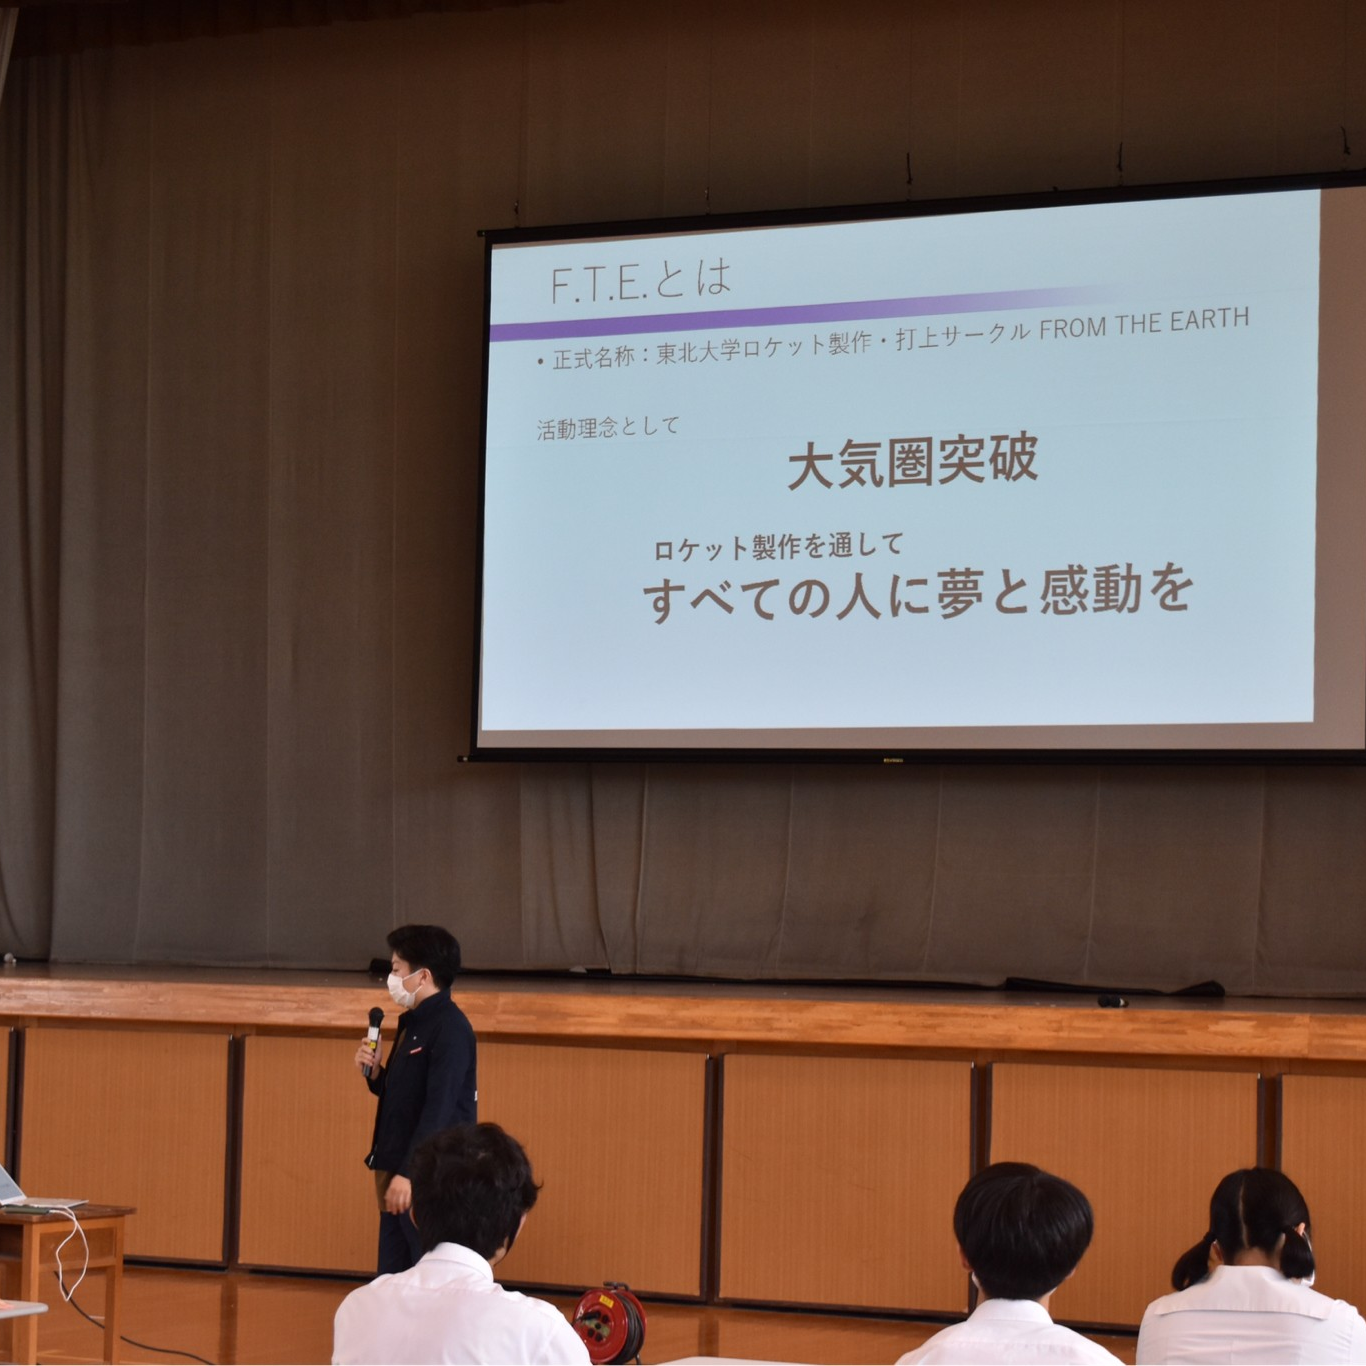 F.T.E.とは
• 正式名称：東北大学ロケット製作・打上サークル FROM THE EARTH
活動理念として
大気圏突破
ロケット製作を通して
すべての人に夢と感動を